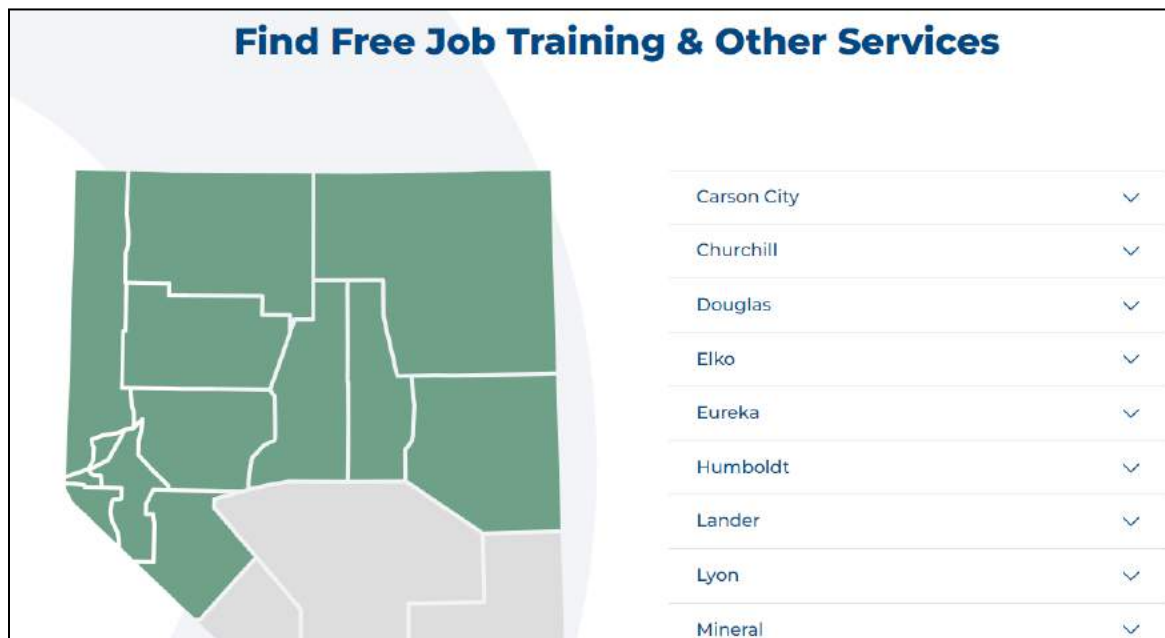 Find Free Job Training & Other Services
Carson City
Churchill
Douglas
Elko
Eureka
Humboldt
Lander
Lyon
Mineral